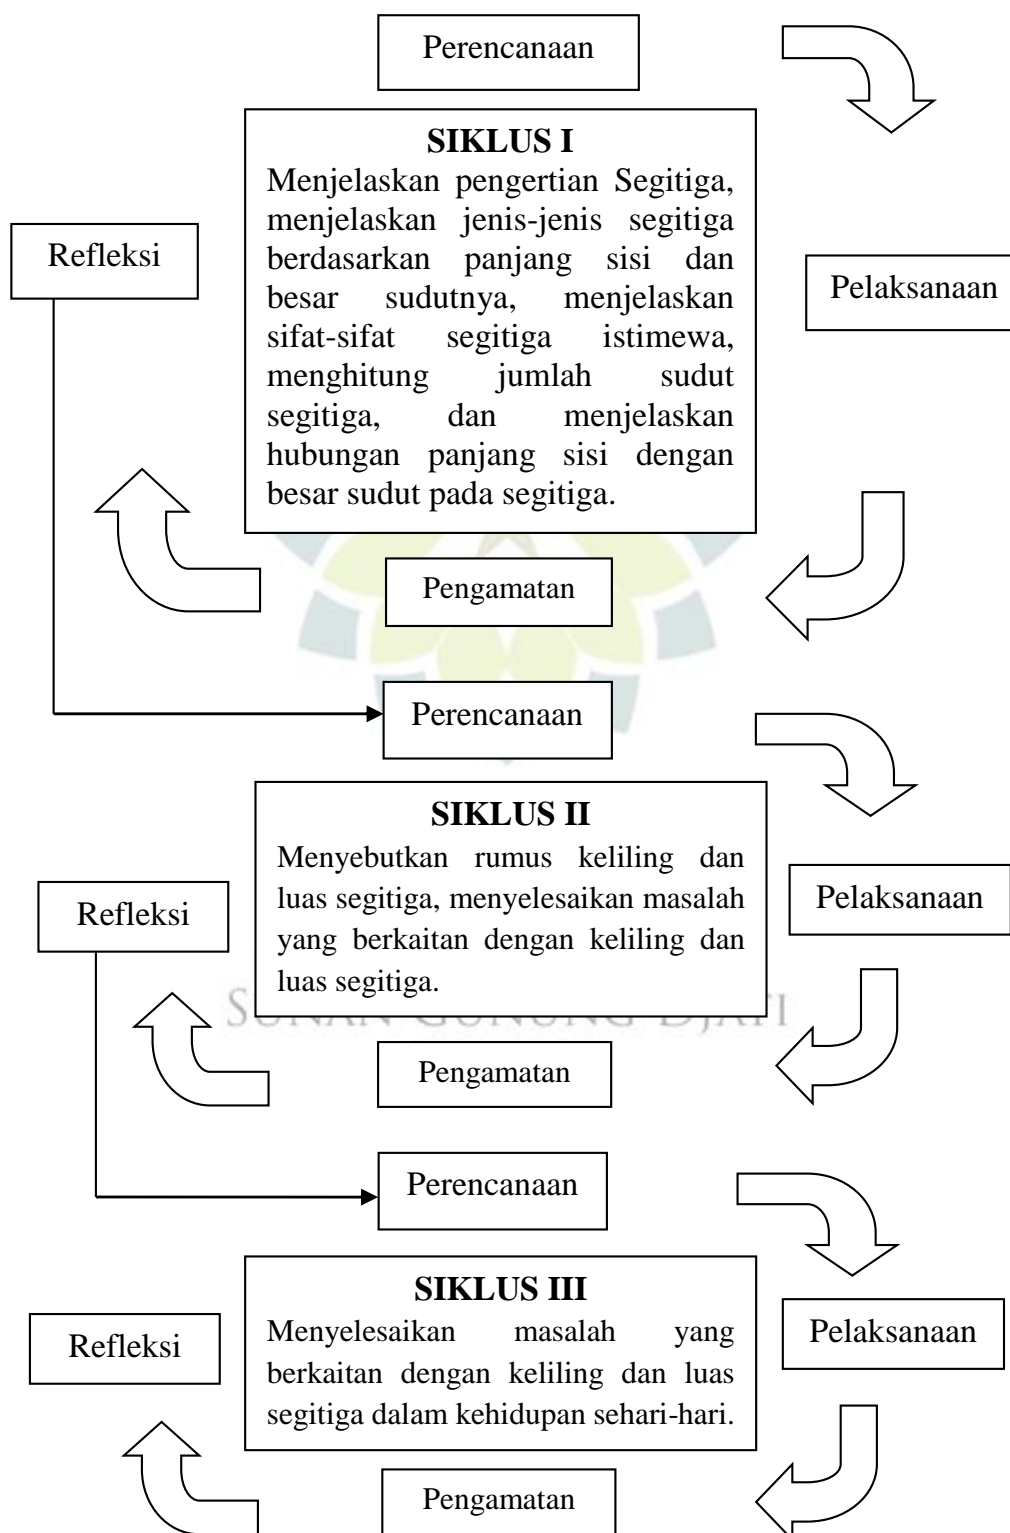 Perencanaan
SIKLUS I
Menjelaskan pengertian Segitiga,
menjelaskan jenis-jenis segitiga
berdasarkan panjang sisi dan
besar sudutnya, menjelaskan
sifat-sifat segitiga istimewa,
menghitung jumlah sudut
segitiga, dan menjelaskan
hubungan panjang sisi dengan
besar sudut pada segitiga.
Refleksi
Pelaksanaan
Pengamatan
Perencanaan
SIKLUS II
Menyebutkan rumus keliling dan
luas segitiga, menyelesaikan masalah
yang berkaitan dengan keliling dan
luas segitiga.
Refleksi
Pelaksanaan
SUNAN GUNUNG DJATI
Pengamatan
Perencanaan
SIKLUS III
Menyelesaikan masalah yang
berkaitan dengan keliling dan luas
segitiga dalam kehidupan sehari-hari.
Refleksi
Pelaksanaan
Pengamatan